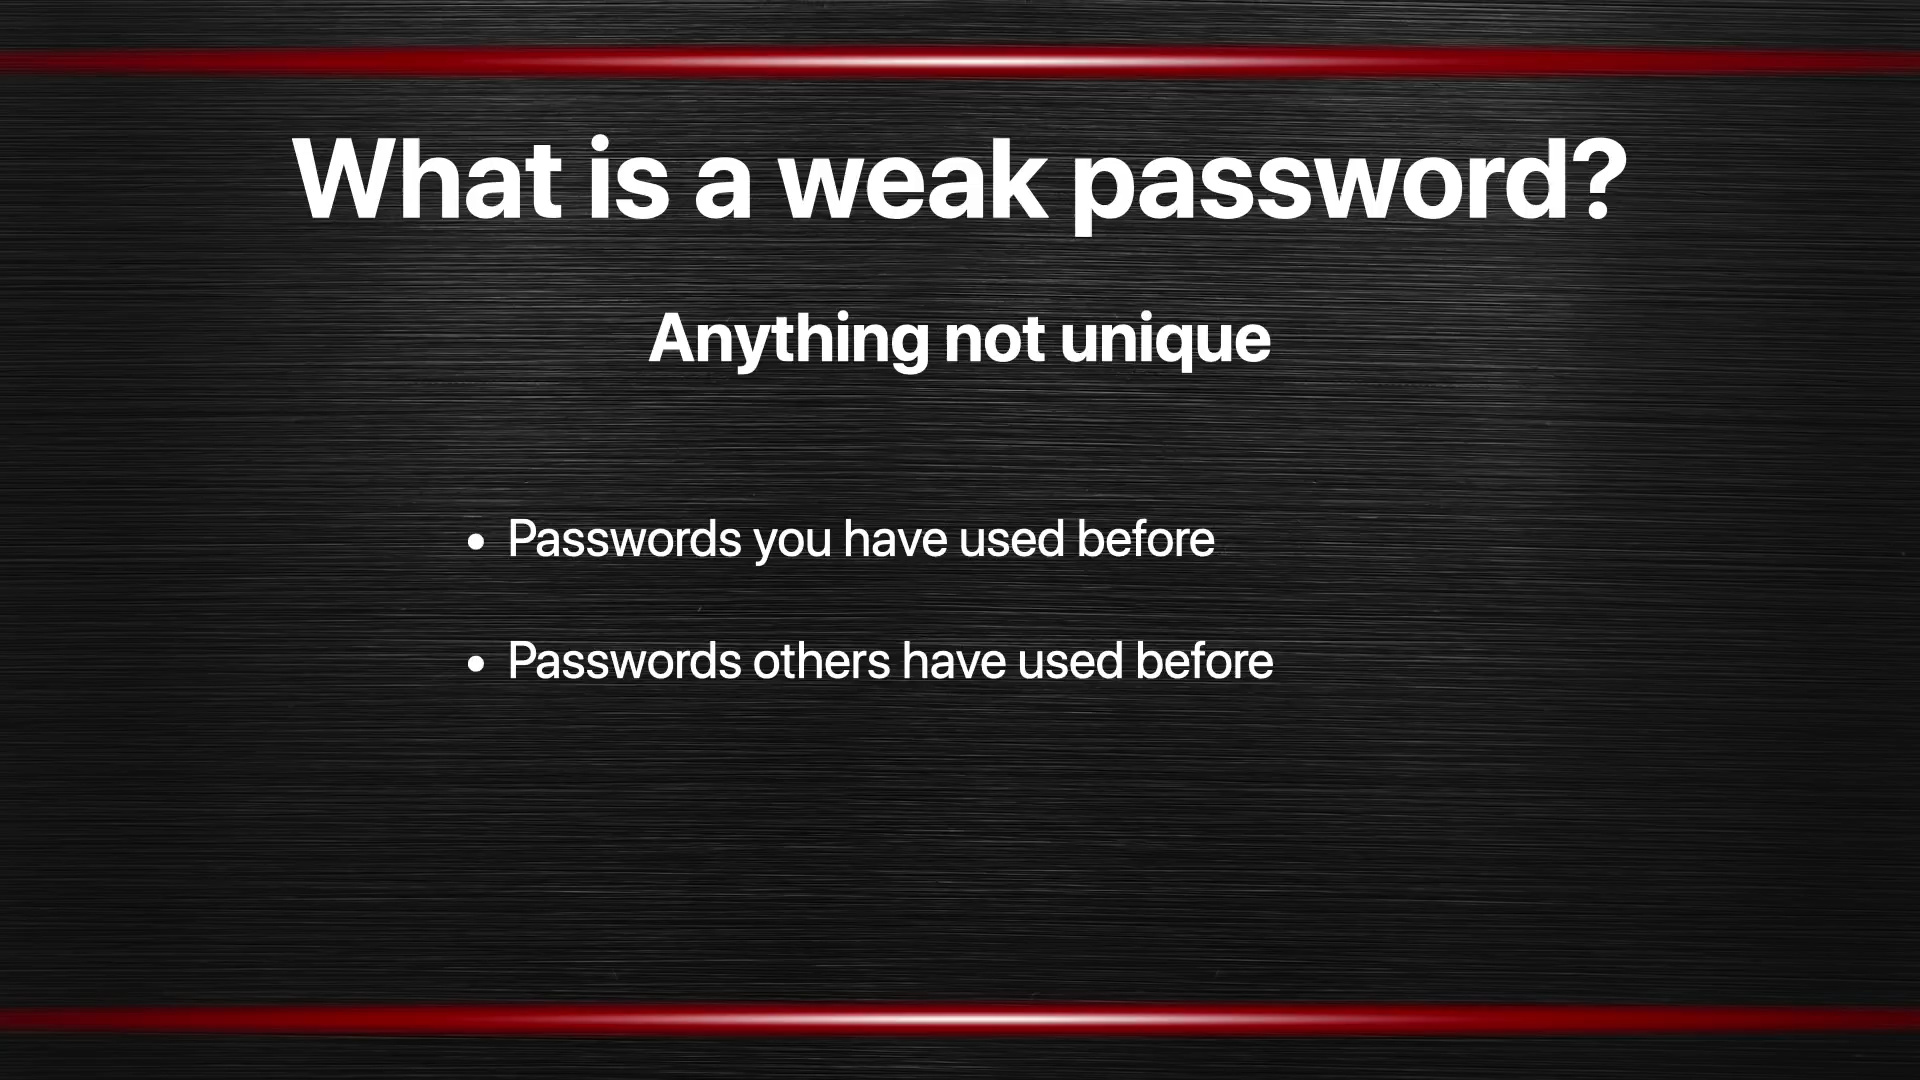 What is a weak password?
Anything not unique
• Passwords you have used before
• Passwords others have used before